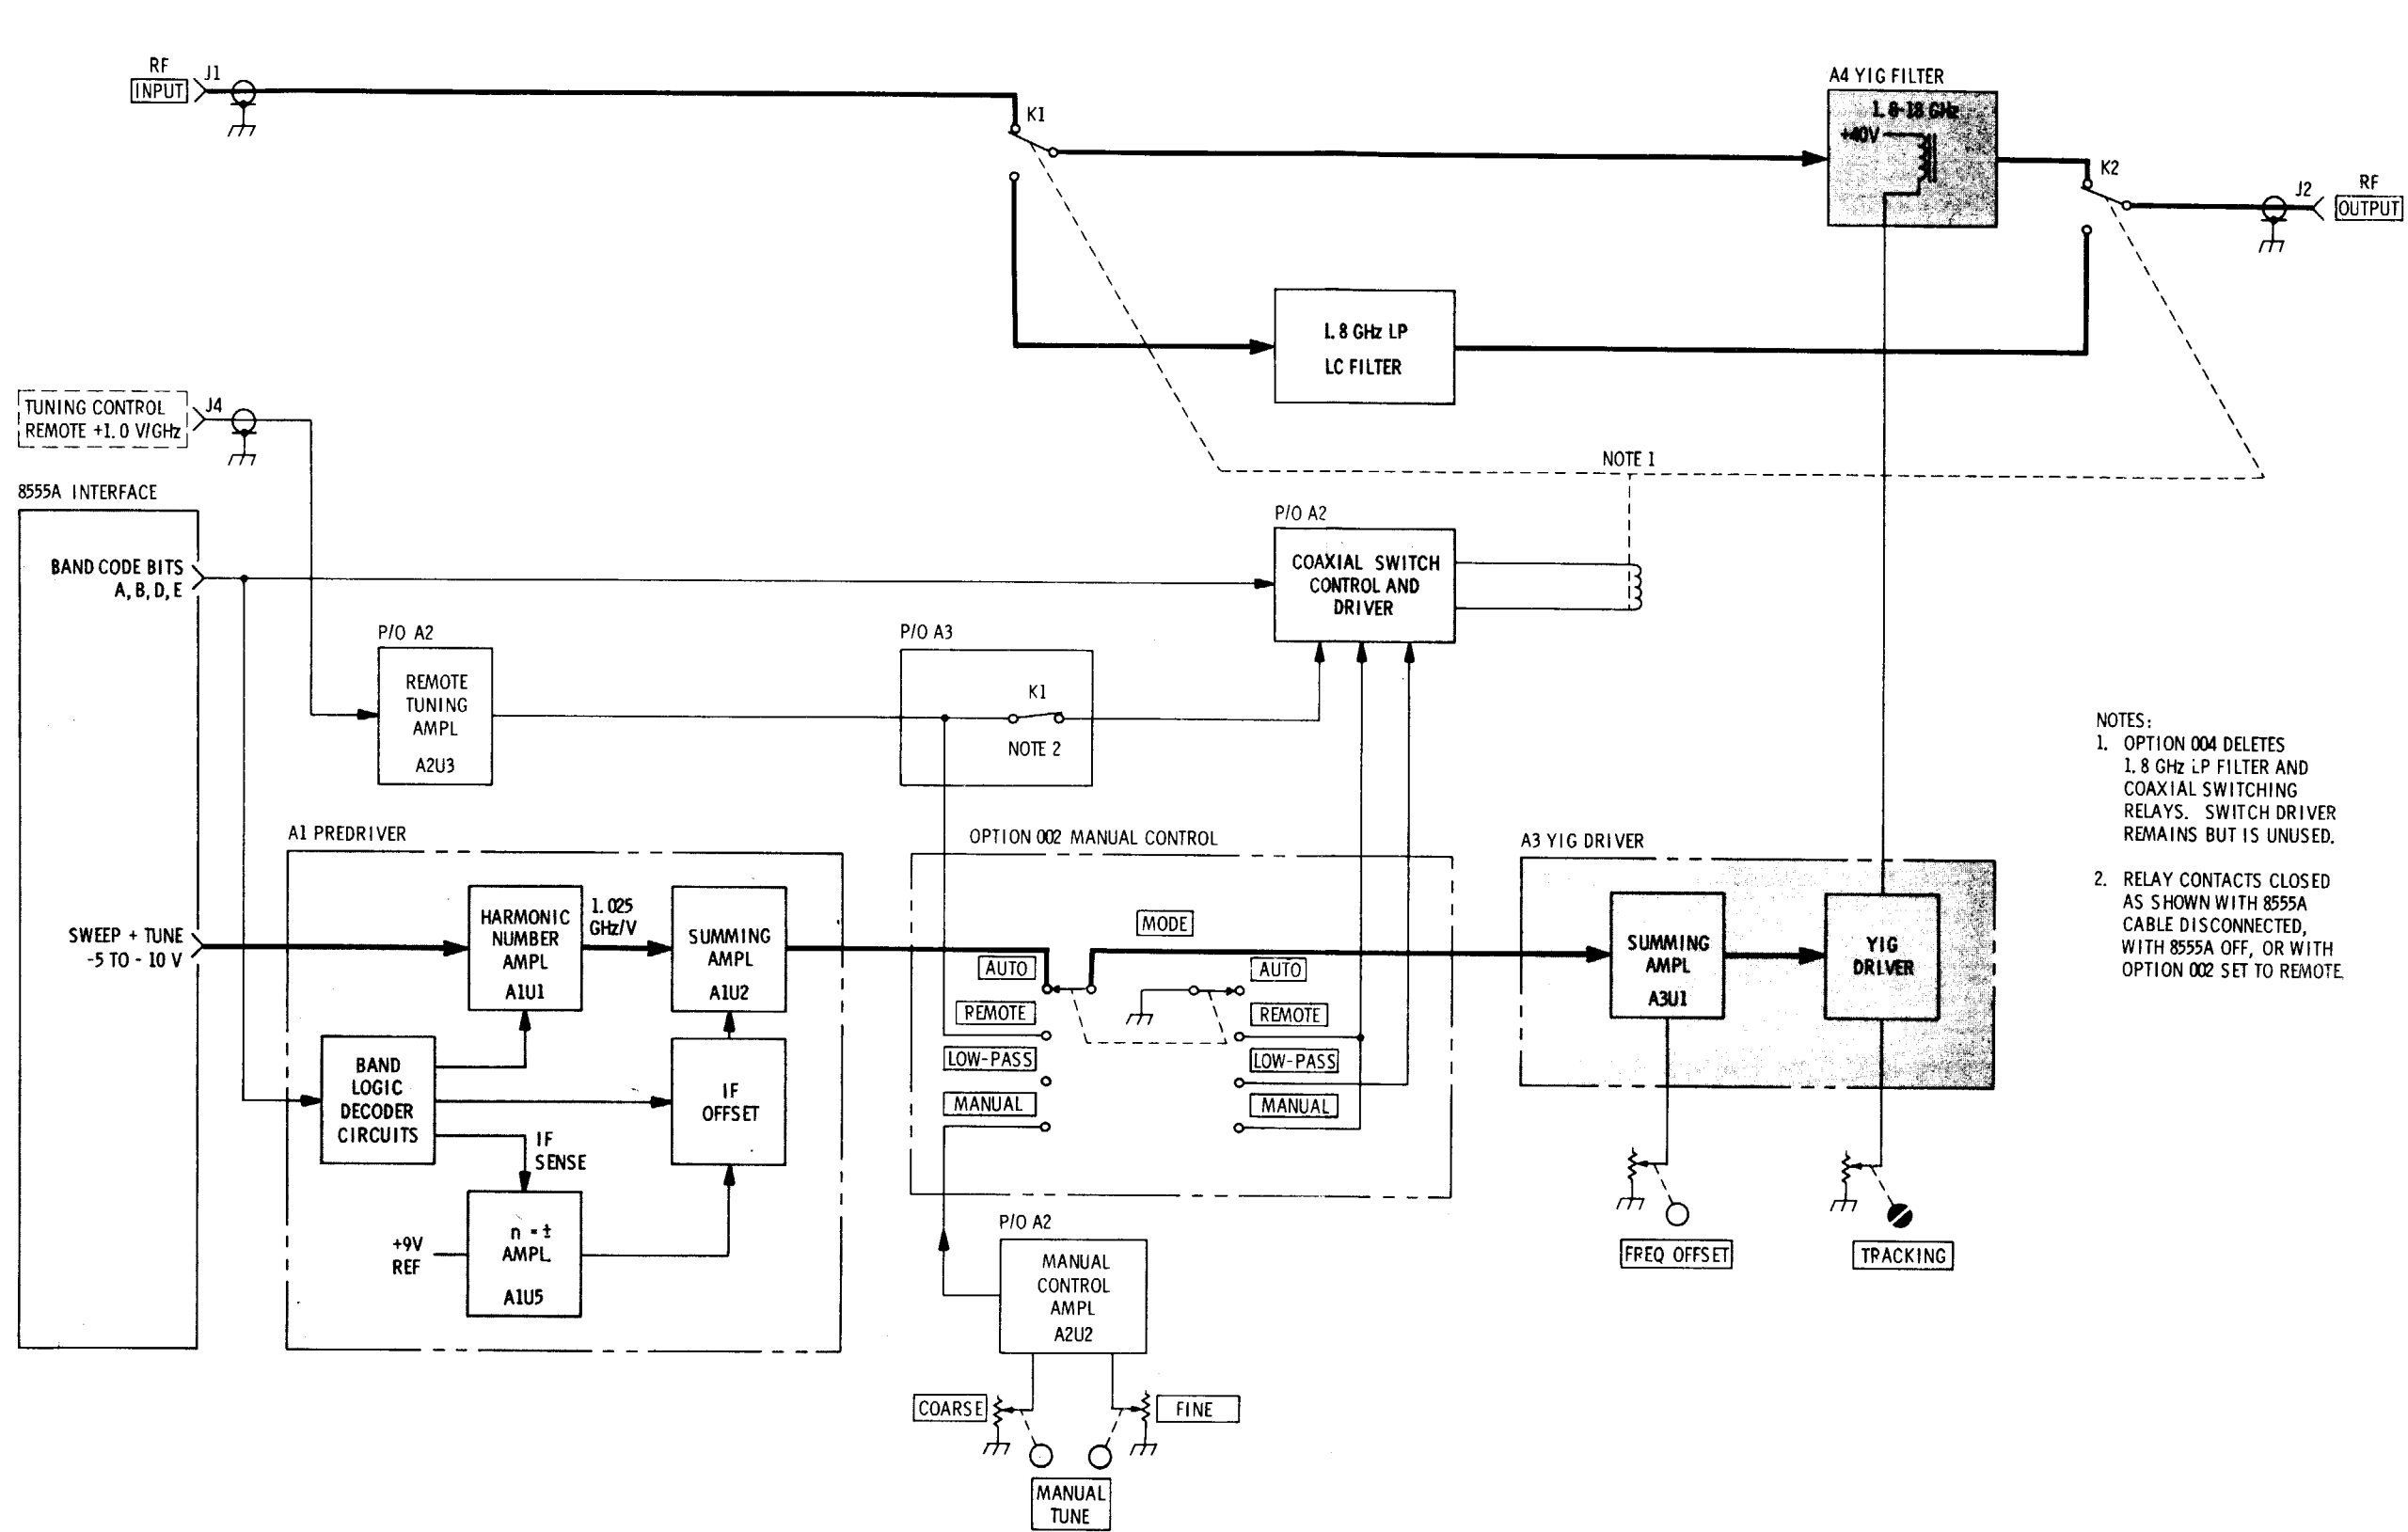 RF
INPUT
J1
K1
A4 YIG FILTER
1.8-18 GHz
+40V
K2
J2
RF
OUTPUT
1.8 GHz LP
LC FILTER
TUNING CONTROL
REMOTE +1.0 V/GHz
J4
NOTE 1
8555A INTERFACE
BAND CODE BITS
A, B, D, E
P/O A2
COAXIAL SWITCH
CONTROL AND
DRIVER
P/O A2
REMOTE
TUNING
AMPL
A2U3
P/O A3
K1
NOTE 2
NOTES:
1. OPTION 004 DELETES
1.8 GHz LP FILTER AND
COAXIAL SWITCHING
RELAYS. SWITCH DRIVER
REMAINS BUT IS UNUSED.
2. RELAY CONTACTS CLOSED
AS SHOWN WITH 8555A
CABLE DISCONNECTED,
WITH 8555A OFF, OR WITH
OPTION 002 SET TO REMOTE.
A1 PREDRIVER
SWEEP + TUNE
-5 TO - 10 V
HARMONIC
NUMBER
AMPL
A1U1
1.025
GHz/V
SUMMING
AMPL
A1U2
BAND
LOGIC
DECODER
CIRCUITS
IF
OFFSET
IF
SENSE
+9V
REF
n = ±
AMPL
A1U5
OPTION 002 MANUAL CONTROL
MODE
AUTO
REMOTE
LOW-PASS
MANUAL
AUTO
REMOTE
LOW-PASS
MANUAL
A3 YIG DRIVER
SUMMING
AMPL
A3U1
YIG
DRIVER
FREQ OFFSET
TRACKING
P/O A2
MANUAL
CONTROL
AMPL
A2U2
COARSE
FINE
MANUAL
TUNE